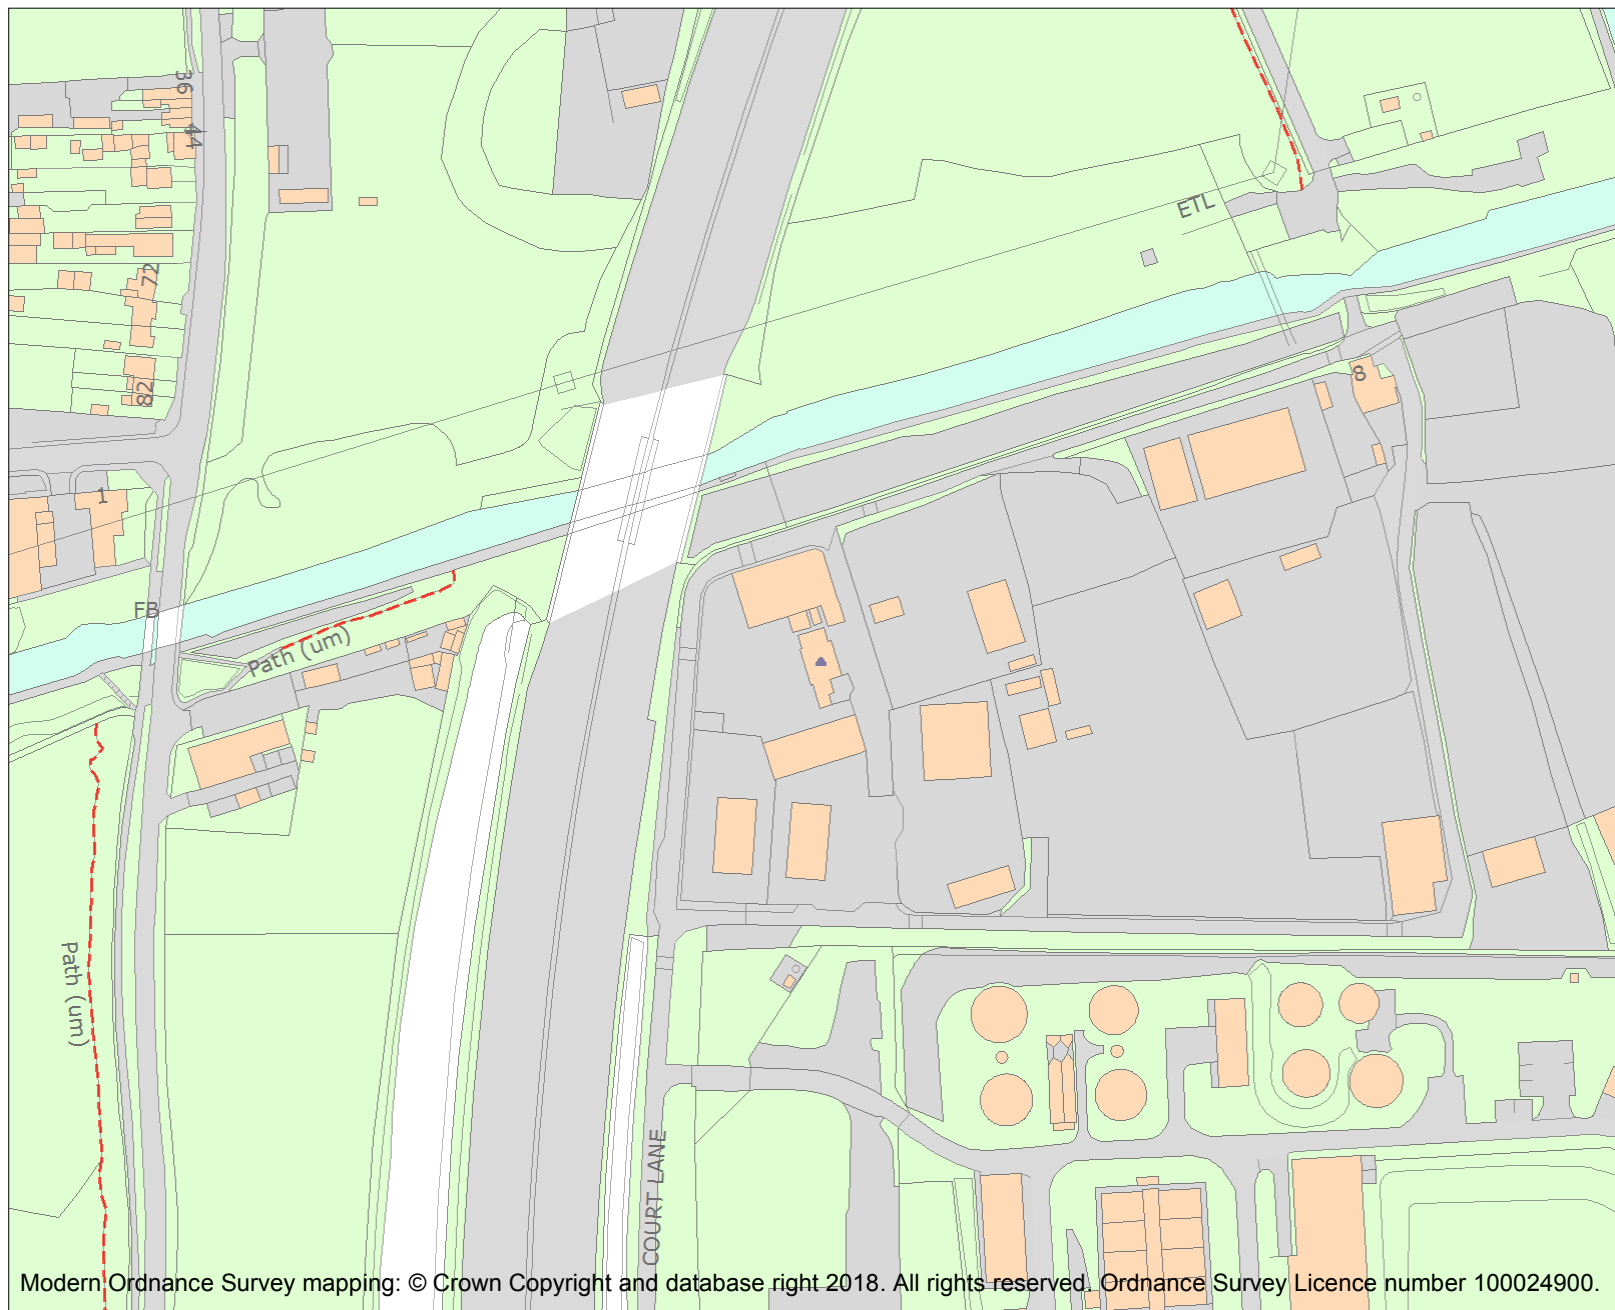 36
44
ETL
72
82
8
1
FB
Path (um)
Path (um)
COURT LANE
Modern Ordnance Survey mapping: © Crown Copyright and database right 2018. All rights reserved. Ordnance Survey Licence number 100024900.